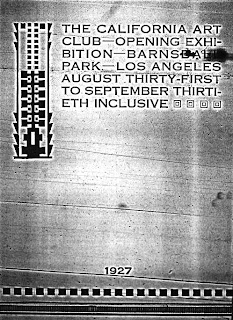 THE CALIFORNIA ART
CLUB—OPENING EXHI-
BITION—BARNSDALL
PARK—LOS ANGELES
AUGUST THIRTY-FIRST
TO SEPTEMBER THIRTI-
ETH INCLUSIVE
1927